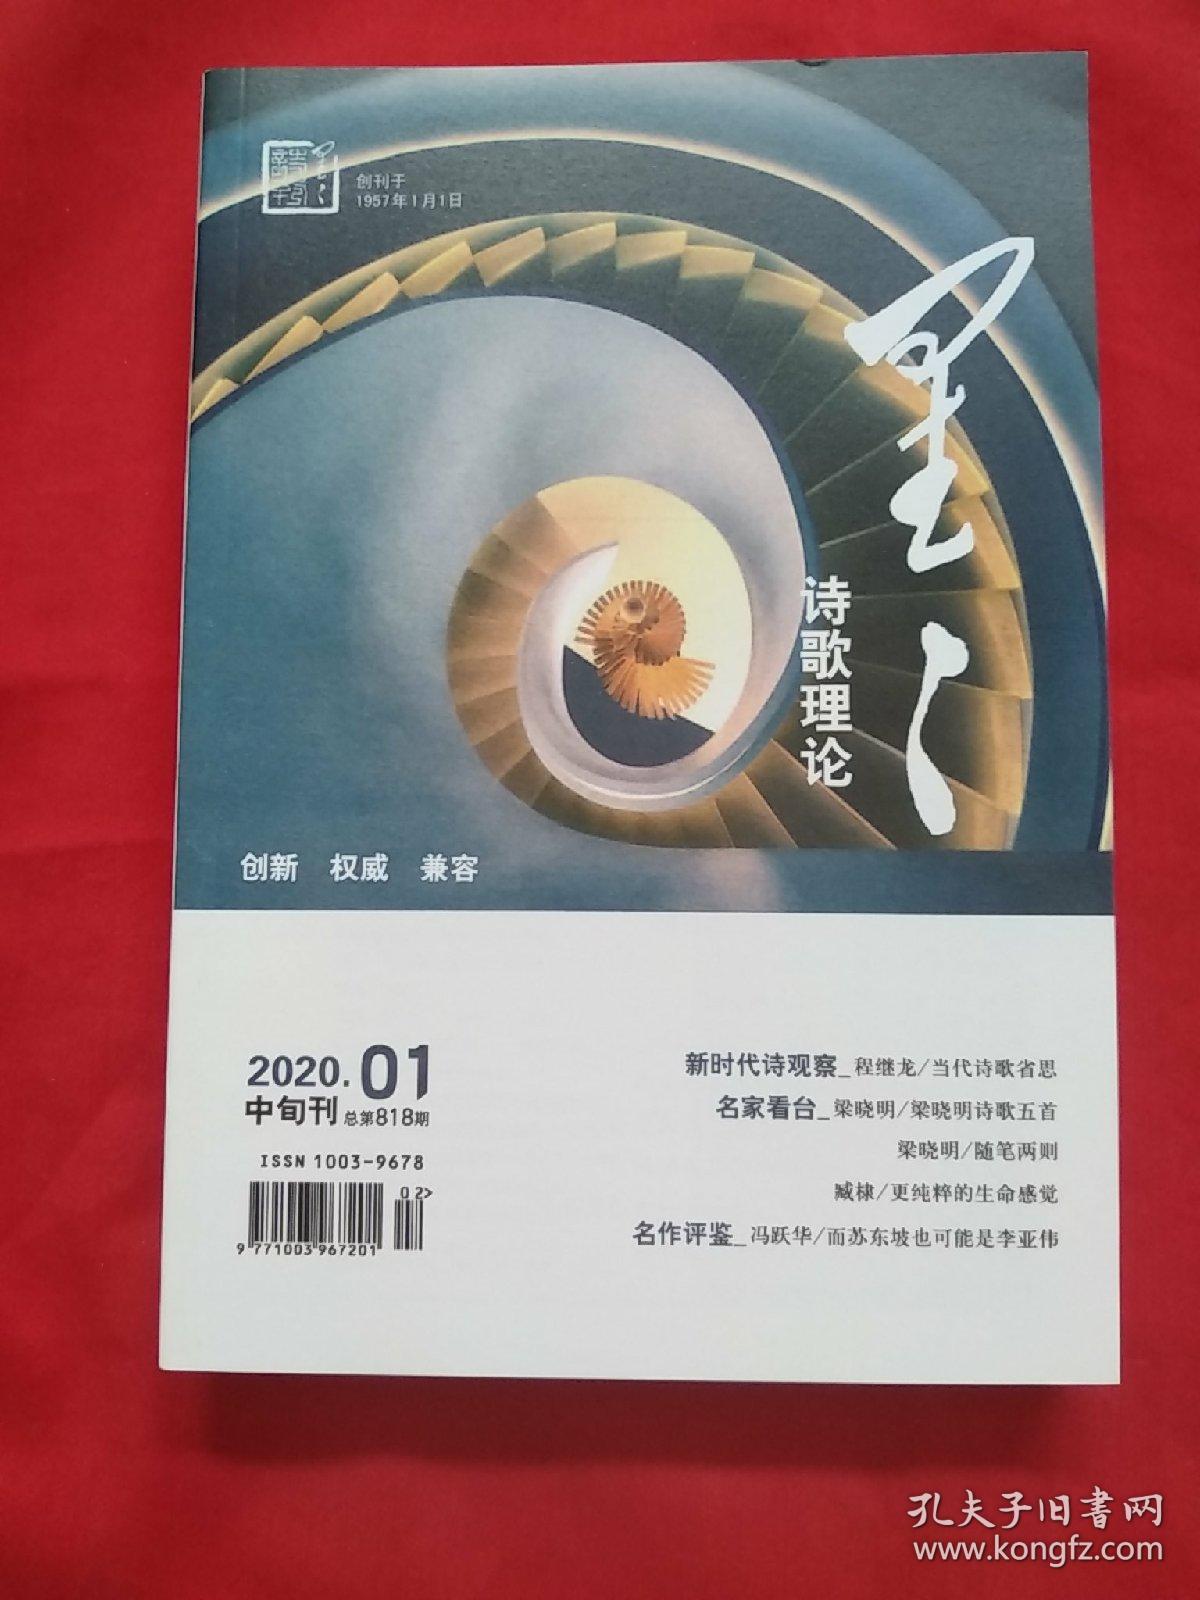 星星
诗刊
创刊于
1957年1月1日
星星
诗歌理论
创新 权威 兼容
2020.01
中旬刊 总第818期
ISSN 1003-9678
02>
9 771003 967201
新时代诗观察_程继龙/当代诗歌省思
名家看台_梁晓明/梁晓明诗歌五首
梁晓明/随笔两则
臧棣/更纯粹的生命感觉
名作评鉴_冯跃华/而苏东坡也可能是李亚伟
孔夫子旧书网
www.kongfz.com